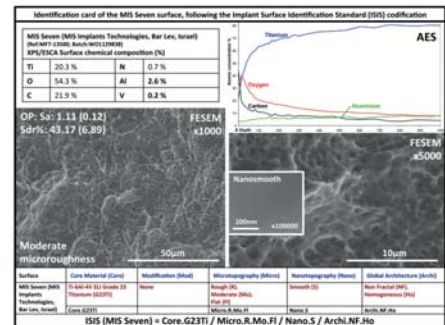 Identification card of the MIS Seven surface, following the Implant Surface Identification Standard (ISIS) codification
MIS Seven (MIS Implants Technologies, Bar Lev, Israel)
XPS/ESCA Surface chemical composition (%)
Ti 20.3 % N 0.7 %
O 54.3 % Al 2.6 %
C 21.9 % V 0.2 %
AES
Titanium
Oxygen
Carbon
Aluminium
Depth
OP: Sa: 1.11 (0.12)
Sdr%: 43.17 (6.89)
FESEM
x1000
Moderate
microroughness
50μm
FESEM
x5000
Nanosmooth
200nm
x100000
10μm
Surface Core Material (Core) Modification (Mod) Microtopography (Micro) Nanotopography (Nano) Global Architecture (Archi)
MIS Seven (MIS Implants Technologies, Bar Lev, Israel)
Ti-6Al-4V ELI Grade 23 Titanium (G23Ti)
None
Rough (R), Moderate (Mo), Flat (Fl)
Smooth (S)
Non Fractal (NF), Homogeneous (Ho)
Core.G23Ti
Micro.R.Mo.Fl
Nano.S
Archi.NF.Ho
ISIS (MIS Seven) = Core.G23Ti / Micro.R.Mo.Fl / Nano.S / Archi.NF.Ho